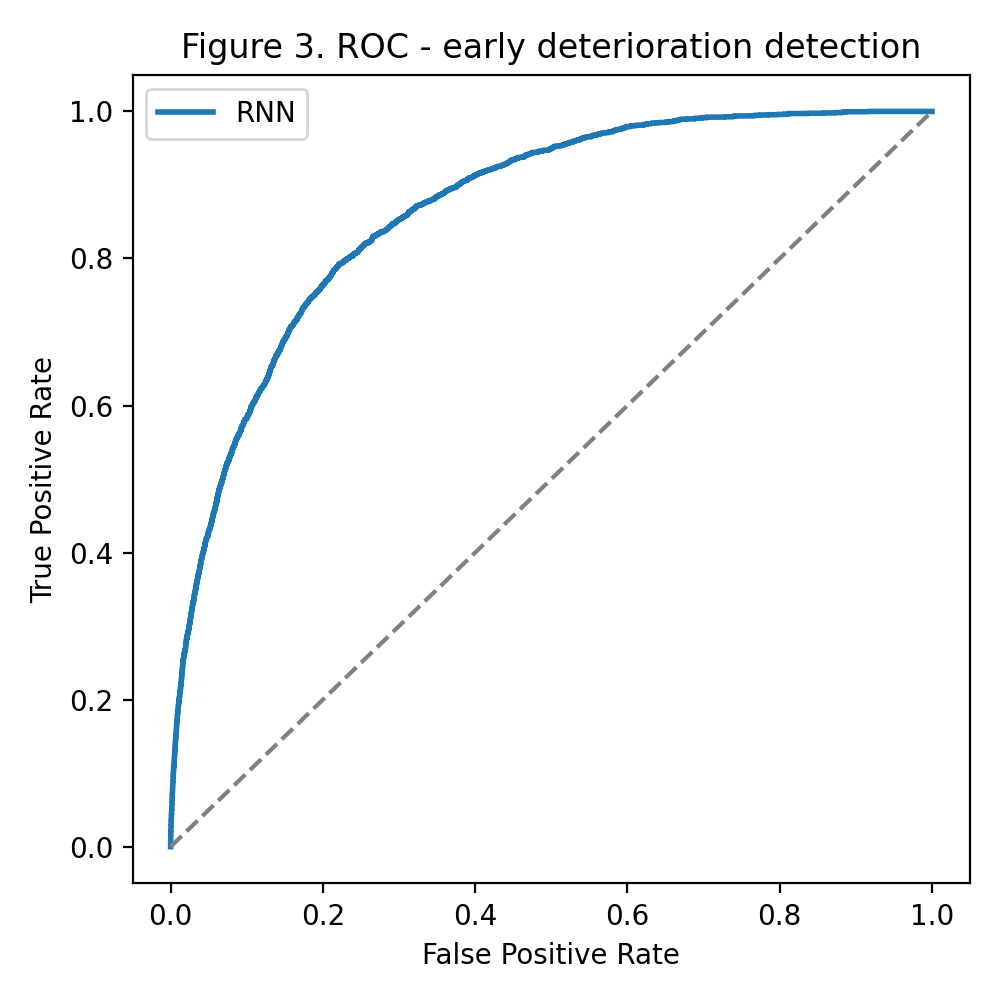 Figure 3. ROC - early deterioration detection
RNN
1.0
0.8
0.6
0.4
0.2
0.0
True Positive Rate
0.0 0.2 0.4 0.6 0.8 1.0
False Positive Rate